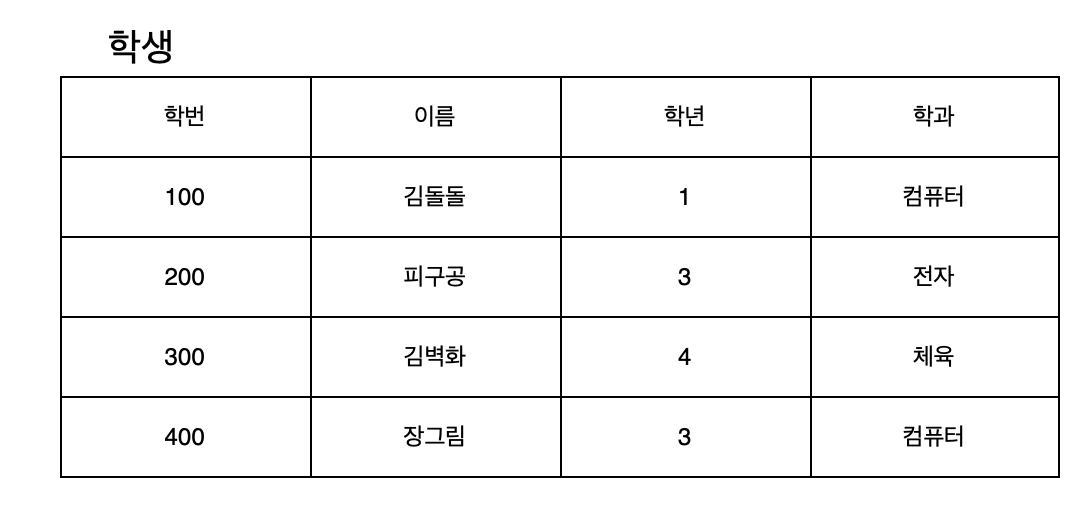 학생
학번 이름 학년 학과
100 김돌돌 1 컴퓨터
200 피구공 3 전자
300 김벽화 4 체육
400 장그림 3 컴퓨터